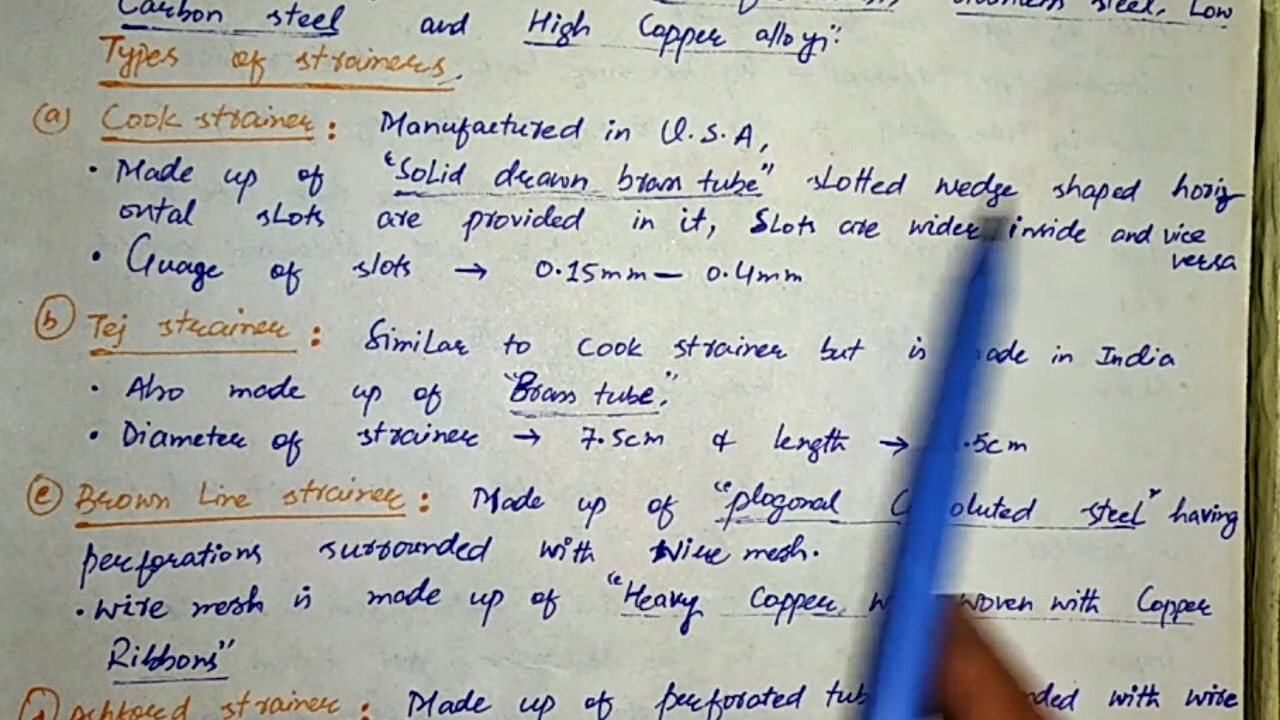 Carbon steel and High Copper alloy"
Types of strainers.
(a) Cook strainer : Manufactured in U.S.A,
• Made up of "Solid drawn brass tube" slotted wedge shaped horiz
ontal slots are provided in it, Slots are wider inside and vice
versa
• Guage of slots → 0.15mm — 0.4mm
(b) Tej strainer : Similar to cook strainer but is in India
• Also made up of "Brass tube."
• Diameter of strainer → 7.5cm & length → .5cm
(c) Brown Line strainer : Made up of "plogonal steel" having
perforations surrounded with wire mesh.
• wire mesh is made up of "Heavy Copper woven with Copper
Ribbons"
(d) strainer : Made up of perforated with wire